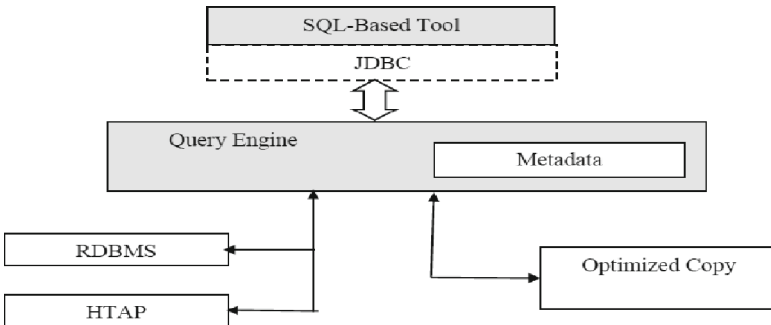 SQL-Based Tool
JDBC
Query Engine
Metadata
RDBMS
Optimized Copy
HTAP